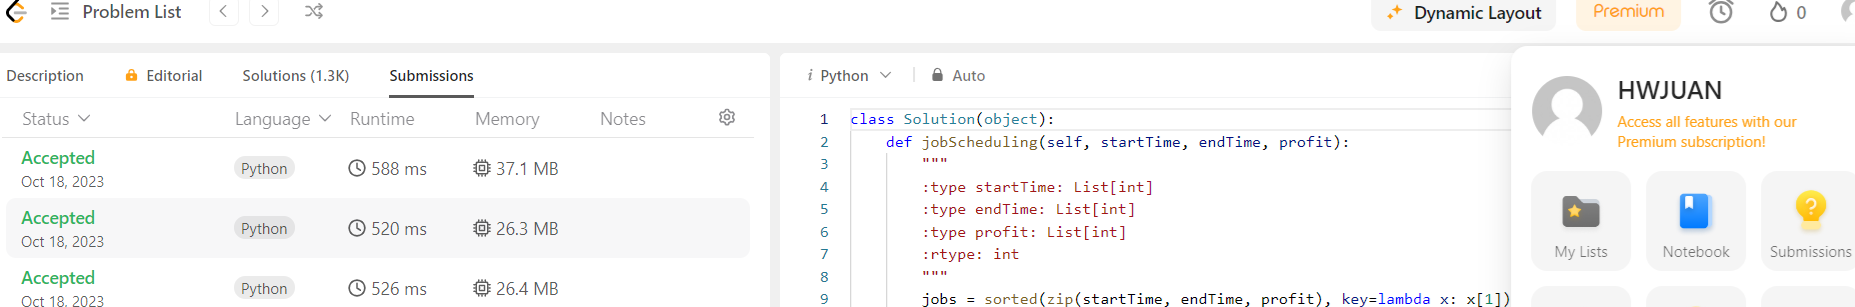 Problem List
Dynamic Layout
Premium
0
Description
Editorial
Solutions (1.3K)
Submissions
Status
Language
Runtime
Memory
Notes
Accepted
Oct 18, 2023
Python
588 ms
37.1 MB
Accepted
Oct 18, 2023
Python
520 ms
26.3 MB
Accepted
Oct 18, 2023
Python
526 ms
26.4 MB
i Python
Auto
1 class Solution(object):
2 def jobScheduling(self, startTime, endTime, profit):
3 """
4 :type startTime: List[int]
5 :type endTime: List[int]
6 :type profit: List[int]
7 :rtype: int
8 """
9 jobs = sorted(zip(startTime, endTime, profit), key=lambda x: x[1])
HWJUAN
Access all features with our
Premium subscription!
My Lists
Notebook
Submissions